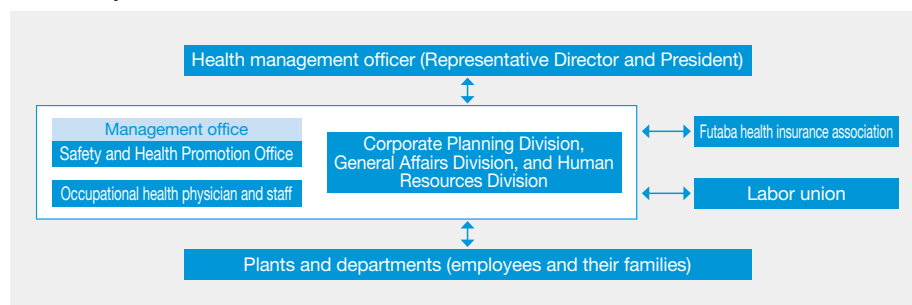 Health management officer (Representative Director and President)
Management office
Safety and Health Promotion Office
Occupational health physician and staff
Corporate Planning Division,
General Affairs Division, and Human
Resources Division
Futaba health insurance association
Labor union
Plants and departments (employees and their families)